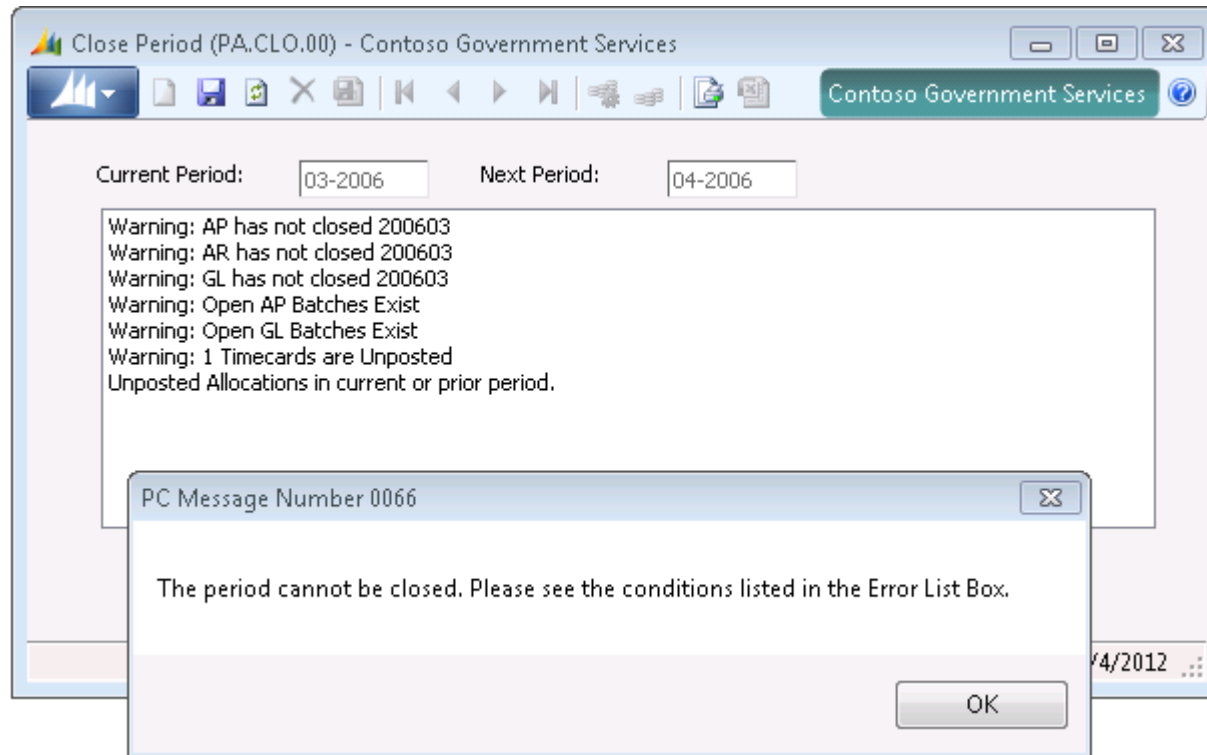 Close Period (PA.CLO.00) - Contoso Government Services
Contoso Government Services
Current Period: 03-2006 Next Period: 04-2006
Warning: AP has not closed 200603
Warning: AR has not closed 200603
Warning: GL has not closed 200603
Warning: Open AP Batches Exist
Warning: Open GL Batches Exist
Warning: 1 Timecards are Unposted
Unposted Allocations in current or prior period.
PC Message Number 0066
The period cannot be closed. Please see the conditions listed in the Error List Box.
/4/2012
OK